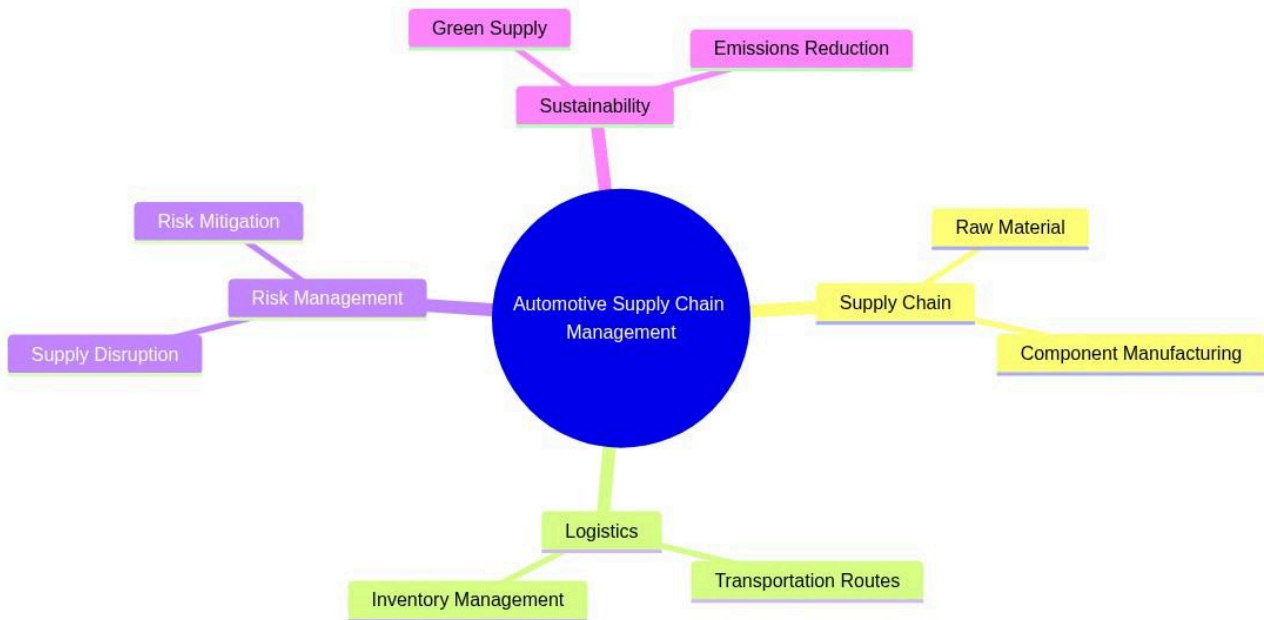 Green Supply
Emissions Reduction
Sustainability
Risk Mitigation
Raw Material
Risk Management
Supply Chain
Automotive Supply Chain
Management
Supply Disruption
Component Manufacturing
Logistics
Transportation Routes
Inventory Management